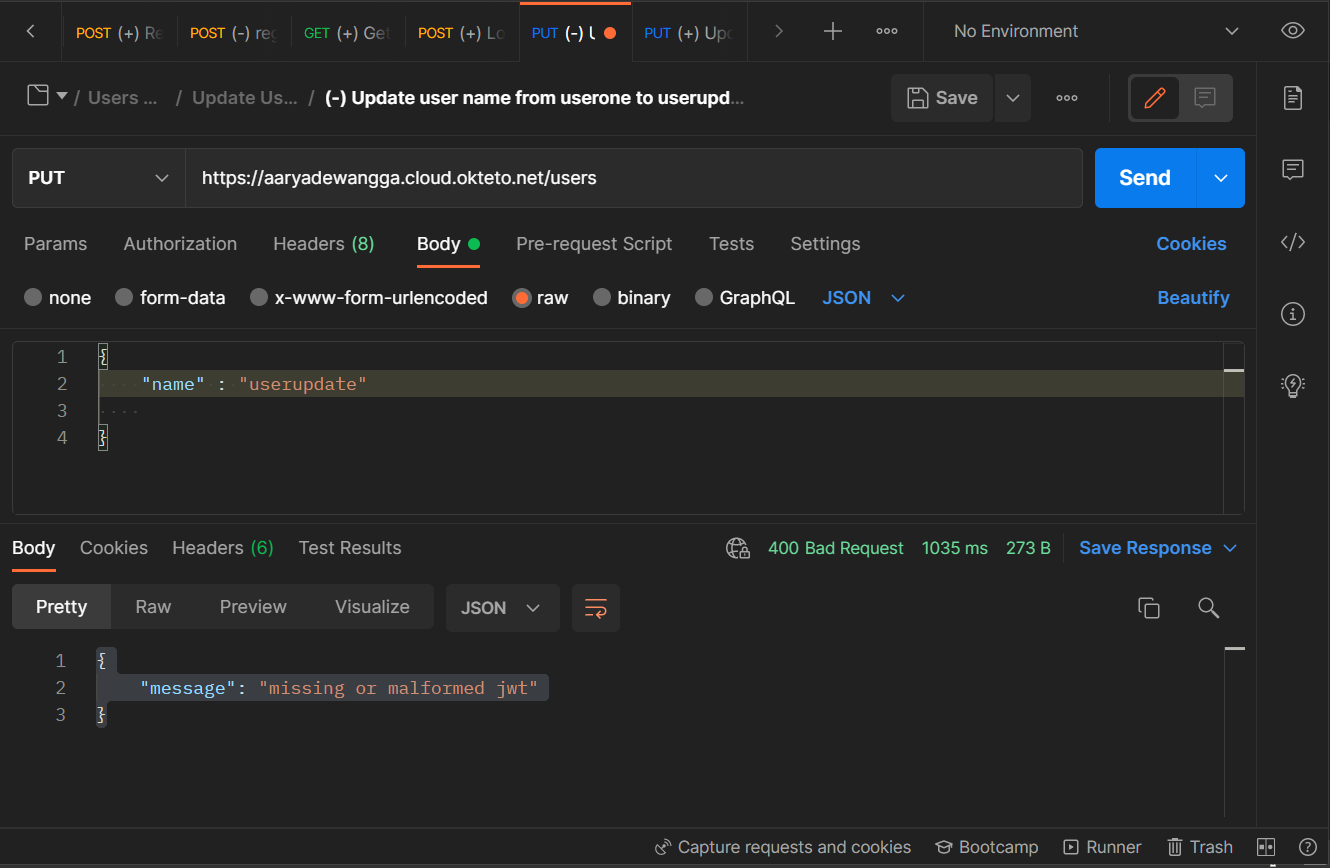 POST (+) Re POST (-) reg GET (+) Get POST (+) Lo PUT (-) U PUT (+) Upd No Environment
/ Users ... / Update Us... / (-) Update user name from userone to userupd... Save
PUT https://aaryadewangga.cloud.okteto.net/users Send
Params Authorization Headers (8) Body Pre-request Script Tests Settings Cookies
none form-data x-www-form-urlencoded raw binary GraphQL JSON Beautify
1 {
2 "name" : "userupdate"
3
4 }
Body Cookies Headers (6) Test Results 400 Bad Request 1035 ms 273 B Save Response
Pretty Raw Preview Visualize JSON
1 {
2 "message": "missing or malformed jwt"
3 }
Capture requests and cookies Bootcamp Runner Trash